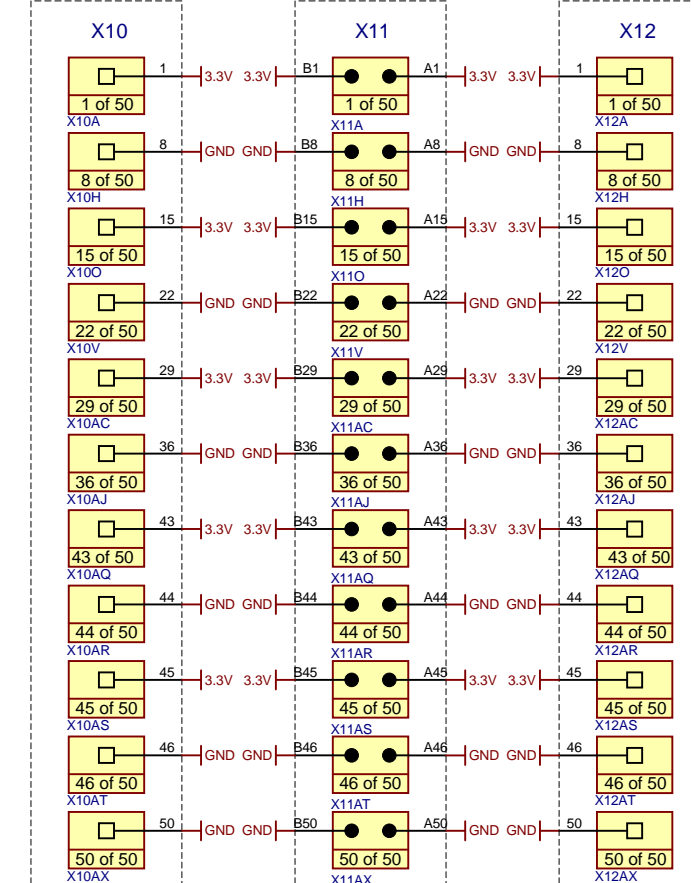 X10 X11 X12
1 3.3V 3.3V B1 A1 3.3V 3.3V 1
1 of 50 1 of 50 1 of 50
X10A X11A X12A
8 GND GND B8 A8 GND GND 8
8 of 50 8 of 50 8 of 50
X10H X11H X12H
15 3.3V 3.3V B15 A15 3.3V 3.3V 15
15 of 50 15 of 50 15 of 50
X10O X11O X12O
22 GND GND B22 A22 GND GND 22
22 of 50 22 of 50 22 of 50
X10V X11V X12V
29 3.3V 3.3V B29 A29 3.3V 3.3V 29
29 of 50 29 of 50 29 of 50
X10AC X11AC X12AC
36 GND GND B36 A36 GND GND 36
36 of 50 36 of 50 36 of 50
X10AJ X11AJ X12AJ
43 3.3V 3.3V B43 A43 3.3V 3.3V 43
43 of 50 43 of 50 43 of 50
X10AQ X11AQ X12AQ
44 GND GND B44 A44 GND GND 44
44 of 50 44 of 50 44 of 50
X10AR X11AR X12AR
45 3.3V 3.3V B45 A45 3.3V 3.3V 45
45 of 50 45 of 50 45 of 50
X10AS X11AS X12AS
46 GND GND B46 A46 GND GND 46
46 of 50 46 of 50 46 of 50
X10AT X11AT X12AT
50 GND GND B50 A50 GND GND 50
50 of 50 50 of 50 50 of 50
X10AX X11AX X12AX